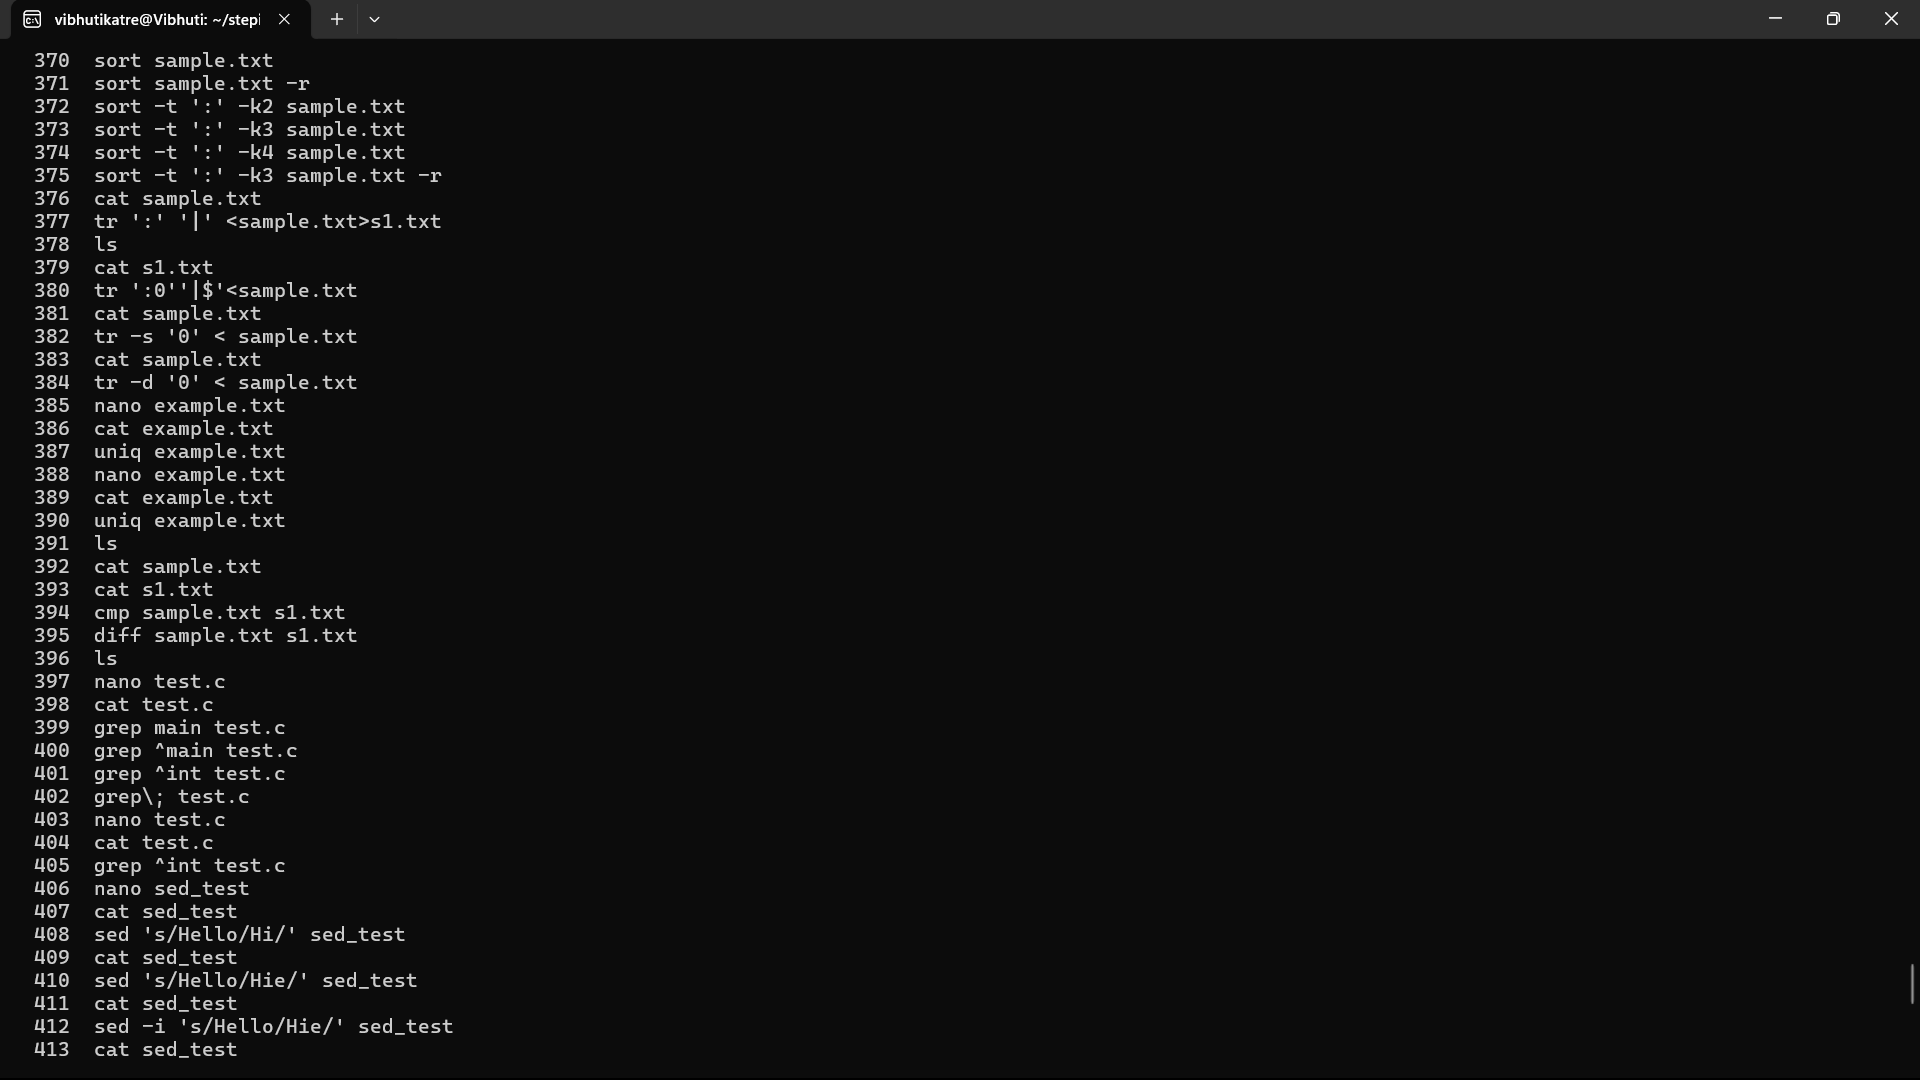 vibhutikatre@Vibhuti: ~/stepi
370 sort sample.txt
371 sort sample.txt -r
372 sort -t ':' -k2 sample.txt
373 sort -t ':' -k3 sample.txt
374 sort -t ':' -k4 sample.txt
375 sort -t ':' -k3 sample.txt -r
376 cat sample.txt
377 tr ':' '|' <sample.txt>s1.txt
378 ls
379 cat s1.txt
380 tr ':0''|$'<sample.txt
381 cat sample.txt
382 tr -s '0' < sample.txt
383 cat sample.txt
384 tr -d '0' < sample.txt
385 nano example.txt
386 cat example.txt
387 uniq example.txt
388 nano example.txt
389 cat example.txt
390 uniq example.txt
391 ls
392 cat sample.txt
393 cat s1.txt
394 cmp sample.txt s1.txt
395 diff sample.txt s1.txt
396 ls
397 nano test.c
398 cat test.c
399 grep main test.c
400 grep ^main test.c
401 grep ^int test.c
402 grep\; test.c
403 nano test.c
404 cat test.c
405 grep ^int test.c
406 nano sed_test
407 cat sed_test
408 sed 's/Hello/Hi/' sed_test
409 cat sed_test
410 sed 's/Hello/Hie/' sed_test
411 cat sed_test
412 sed -i 's/Hello/Hie/' sed_test
413 cat sed_test